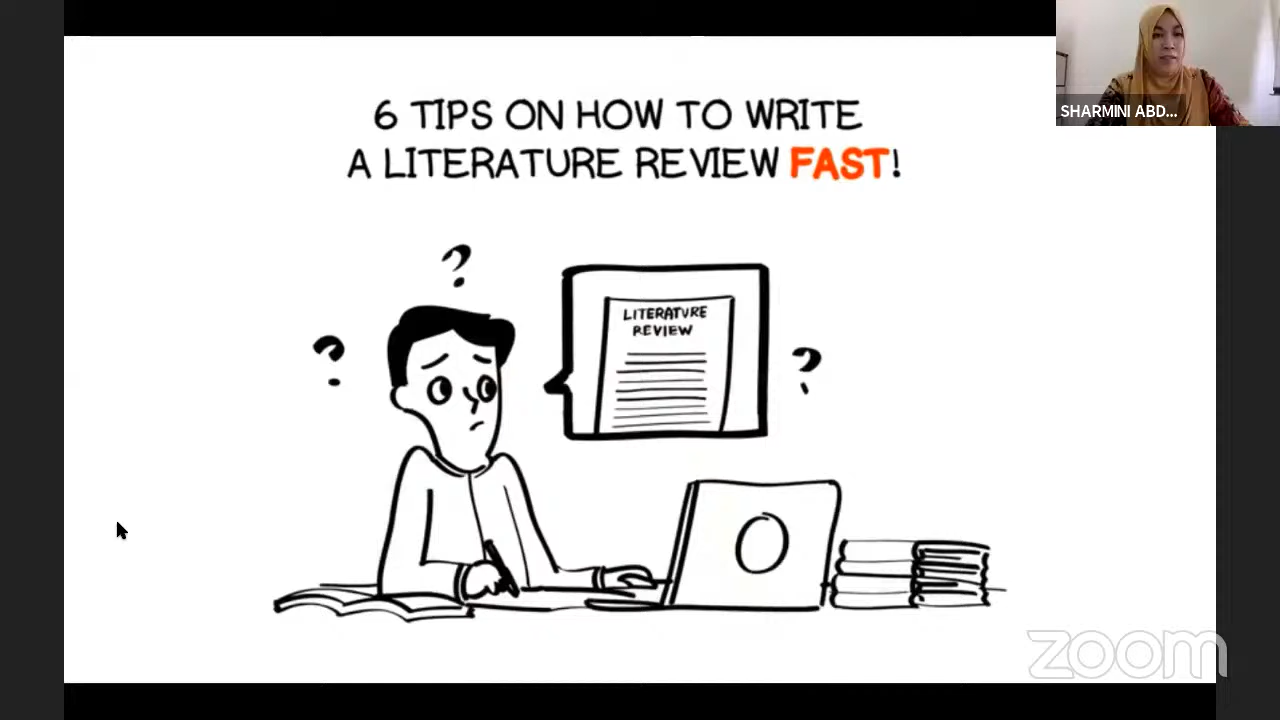 6 TIPS ON HOW TO WRITE
A LITERATURE REVIEW FAST!
SHARMINI ABD...
?
?
?
LITERATURE
REVIEW
zoom